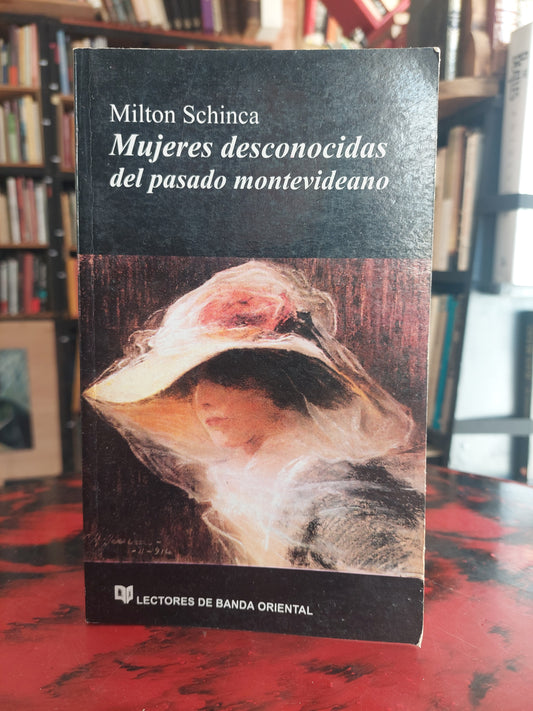 Milton Schinca
Mujeres desconocidas
del pasado montevideano
LECTORES DE BANDA ORIENTAL